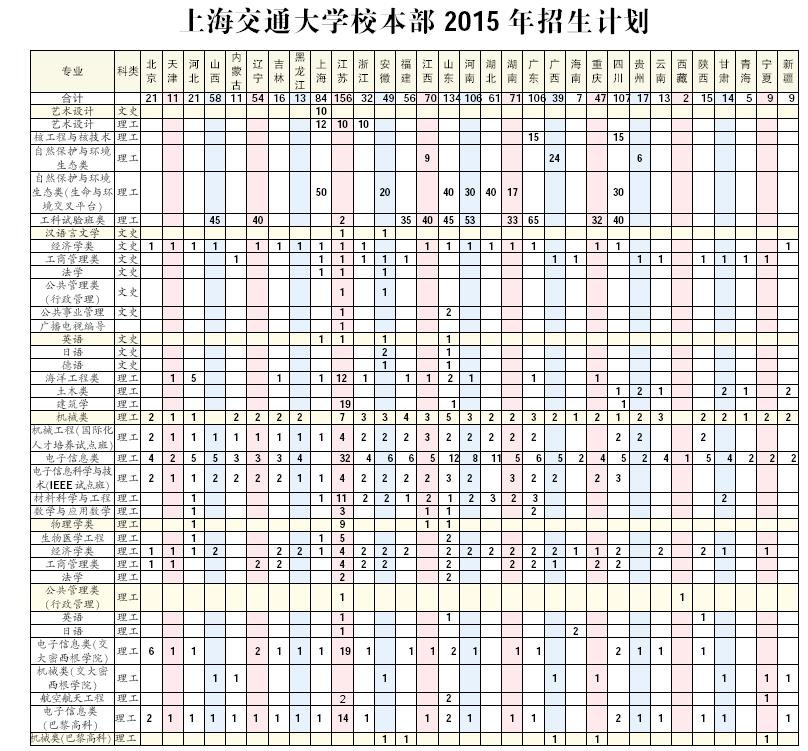 上海交通大学校本部 2015 年招生计划
专业 科类 北京 天津 河北 山西 内蒙古 辽宁 吉林 黑龙江 上海 江苏 浙江 安徽 福建 江西 山东 河南 湖北 湖南 广东 广西 海南 重庆 四川 贵州 云南 西藏 陕西 甘肃 青海 宁夏 新疆
合计 21 11 21 58 11 54 16 13 84 156 32 49 56 70 134 106 61 71 106 39 7 47 107 17 13 2 15 14 5 9 9
艺术设计 文史 10
艺术设计 理工 12 10 10
核工程与核技术 理工 15 15
自然保护与环境
生态类 理工 9 24 6
自然保护与环境
生态类(生命与环
境交叉平台) 理工 50 20 40 30 40 17 30
工科试验班类 理工 45 40 2 35 40 45 53 33 65 32 40
汉语言文学 文史 1 1
经济学类 文史 1 1 1 1 1 1 1 1 1 1 1 1 1 1 1 1 1 1
工商管理类 文史 1 1 1 1 1 1 1 1 1 1 1 1 1 1
法学 文史 1 1 1
公共管理类
(行政管理) 文史 1 1
公共事业管理 文史 1 2
广播电视编导 文史 1
英语 文史 1 1 1 1
日语 文史 2 1
德语 文史 1 1
海洋工程类 理工 1 5 1 1 12 1 1 1 2 1 1 1
土木类 理工 1 2 1 2 1 2
建筑学 理工 19 1 1
机械类 理工 2 1 1 2 2 2 2 7 3 3 4 3 5 3 2 2 3 2 1 2 1 2 3 2 2 1 2 2
机械工程(国际化
人才培养试点班) 理工 2 1 1 1 1 1 1 1 1 4 2 2 2 3 2 2 2 2 2 2 2 2
电子信息类 理工 4 2 5 5 3 3 3 4 32 4 6 6 5 12 8 11 5 6 5 2 4 5 2 4 1 5 4 2 2 2
电子信息科学与技
术(IEEE 试点班) 理工 2 1 1 2 2 2 1 1 4 2 2 2 2 3 2 3 2 2 2 3
材料科学与工程 理工 1 1 11 2 2 1 2 1 2 3 2 3 2
数学与应用数学 理工 1 3 1 1 2
物理学类 理工 1 9 1 1
生物医学工程 理工 1 1 5 2
经济学类 理工 1 1 1 2 2 2 1 4 2 2 2 2 2 2 2 2 2 1 1 2 2 2 1 1
工商管理类 理工 1 1 2 2 4 2 2 2 2 2 1 2 2
法学 理工 2 2
公共管理类
(行政管理) 理工 1 1
英语 理工 1 1 1
日语 理工 1 2
电子信息类(交
大密西根学院) 理工 6 1 1 2 1 1 1 19 1 1 1 2 1 1 1 2 1 1 1
机械类(交大密
西根学院) 理工 1 1 1 1 1 1 1 1
航空航天工程 理工 2 2 1
电子信息类
(巴黎高科) 理工 2 1 1 1 1 1 1 1 1 14 1 1 2 1 1 1 2 1 1 1 1 1
机械类(巴黎高科) 理工 1 1 1 1 1